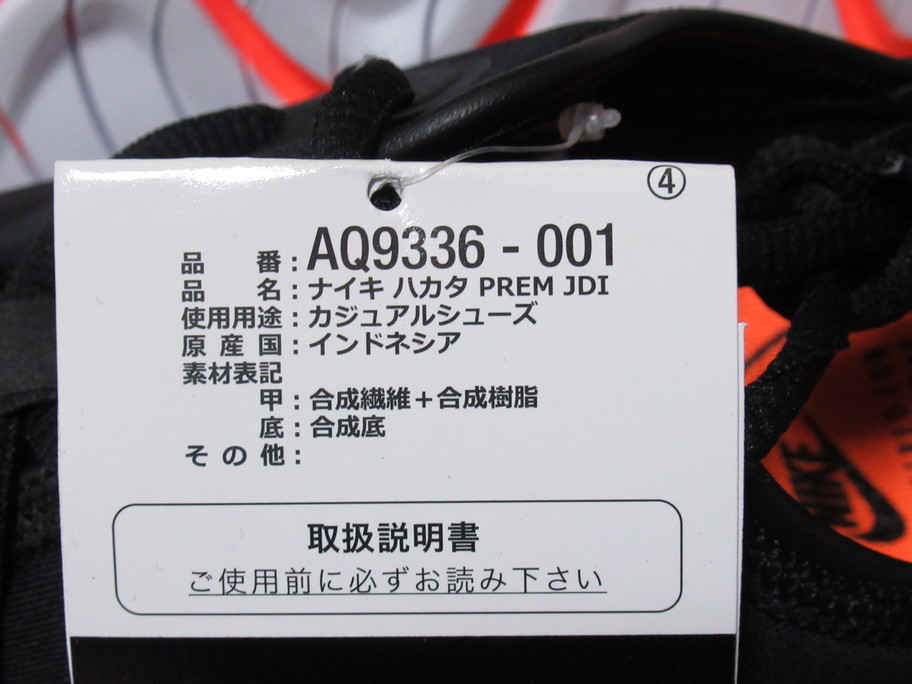 ④
品 番：AQ9336 - 001
品 名：ナイキ ハカタ PREM JDI
使用用途：カジュアルシューズ
原 産 国：インドネシア
素材表記
甲：合成繊維＋合成樹脂
底：合成底
そ の 他：
取扱説明書
ご使用前に必ずお読み下さい
NIKE